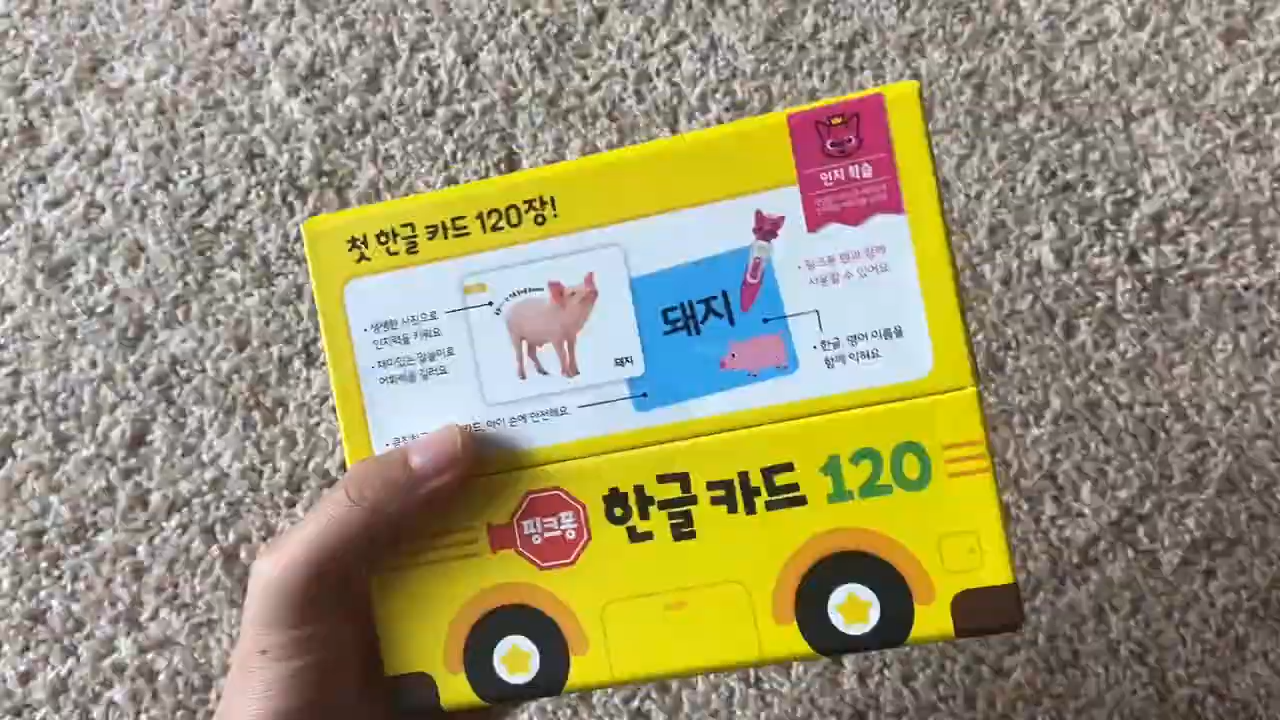 첫 한글 카드 120장!
인지 학습
• 생생한 사진으로
인지력을 키워요
• 재미있는 말놀이로
어휘력을 길러요
돼지
돼지
• 핑크퐁 펜과 함께
사용할 수 있어요
• 한글, 영어 이름을
함께 익혀요
카드, 아이 손에 안전해요
핑크퐁
한글 카드 120